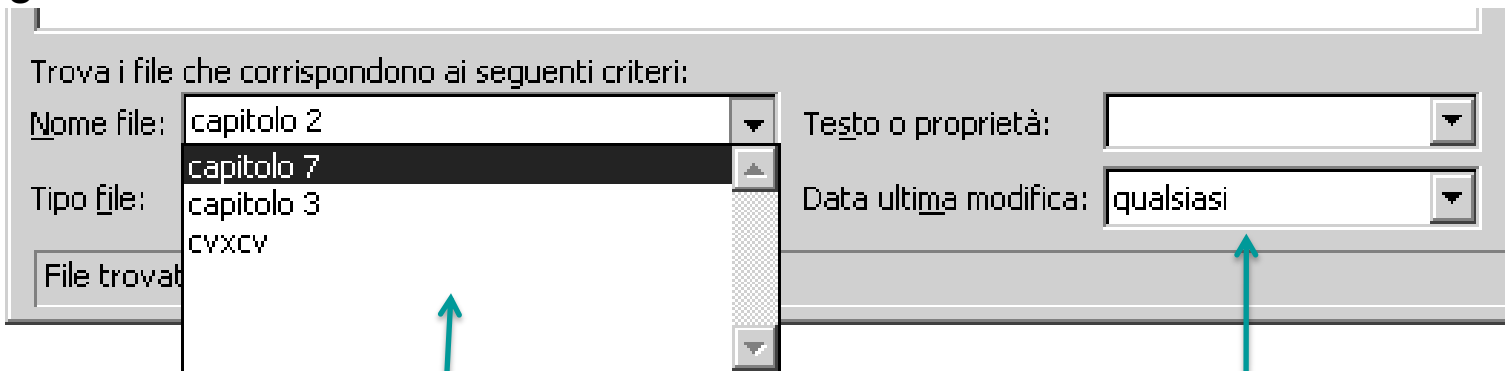 Trova i file che corrispondono ai seguenti criteri:
Nome file: capitolo 2 Testo o proprietà:
capitolo 7
Tipo file: capitolo 3 Data ultima modifica: qualsiasi
cvxcv
File